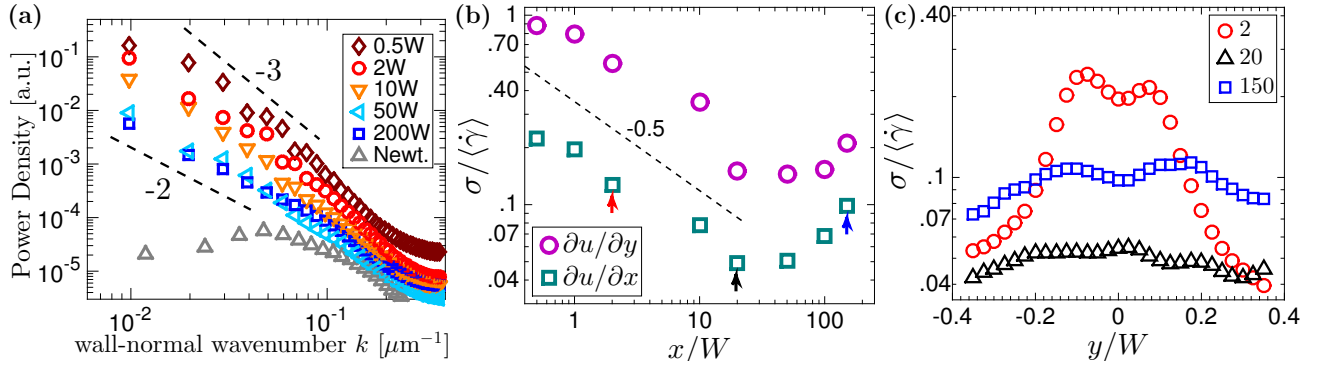 (a)
Power Density [a.u.]
10⁻¹
10⁻²
10⁻³
10⁻⁴
10⁻⁵
-3
-2
0.5W
2W
10W
50W
200W
Newt.
10⁻² 10⁻¹
wall-normal wavenumber k [μm⁻¹]
(b)
σ/⟨γ̇⟩
1
.70
.40
.1
.07
.04
-0.5
∂u/∂y
∂u/∂x
1 10 100
x/W
(c)
σ/⟨γ̇⟩
.40
.1
.07
.04
2
20
150
-0.4 -0.2 0 0.2 0.4
y/W